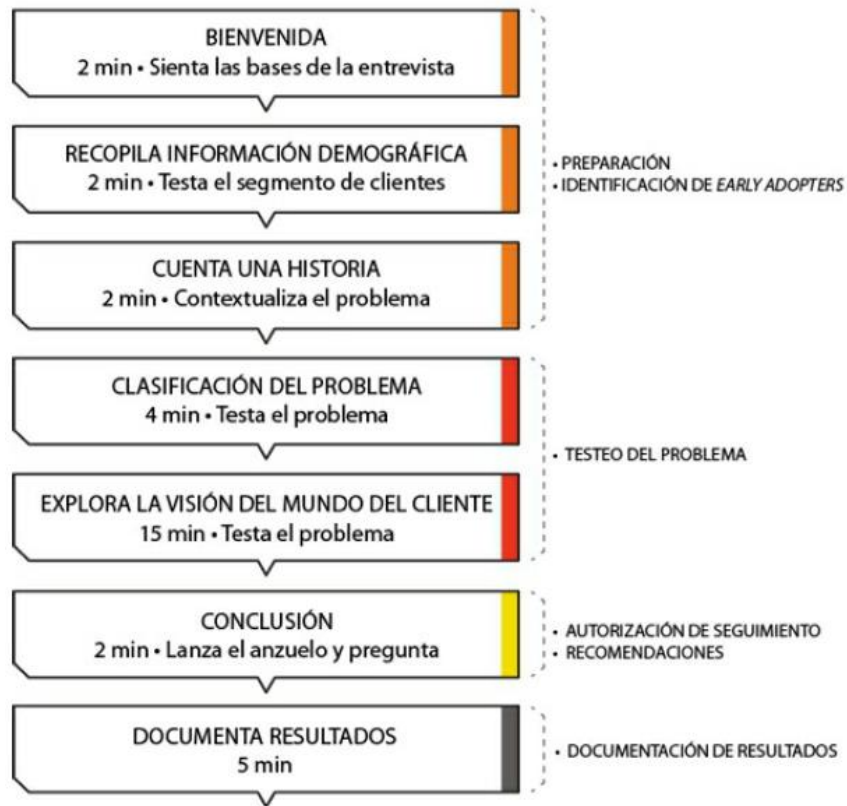 BIENVENIDA
2 min • Sienta las bases de la entrevista
RECOPILA INFORMACIÓN DEMOGRÁFICA
2 min • Testa el segmento de clientes
CUENTA UNA HISTORIA
2 min • Contextualiza el problema
• PREPARACIÓN
• IDENTIFICACIÓN DE EARLY ADOPTERS
CLASIFICACIÓN DEL PROBLEMA
4 min • Testa el problema
EXPLORA LA VISIÓN DEL MUNDO DEL CLIENTE
15 min • Testa el problema
• TESTEO DEL PROBLEMA
CONCLUSIÓN
2 min • Lanza el anzuelo y pregunta
• AUTORIZACIÓN DE SEGUIMIENTO
• RECOMENDACIONES
DOCUMENTA RESULTADOS
5 min
• DOCUMENTACIÓN DE RESULTADOS